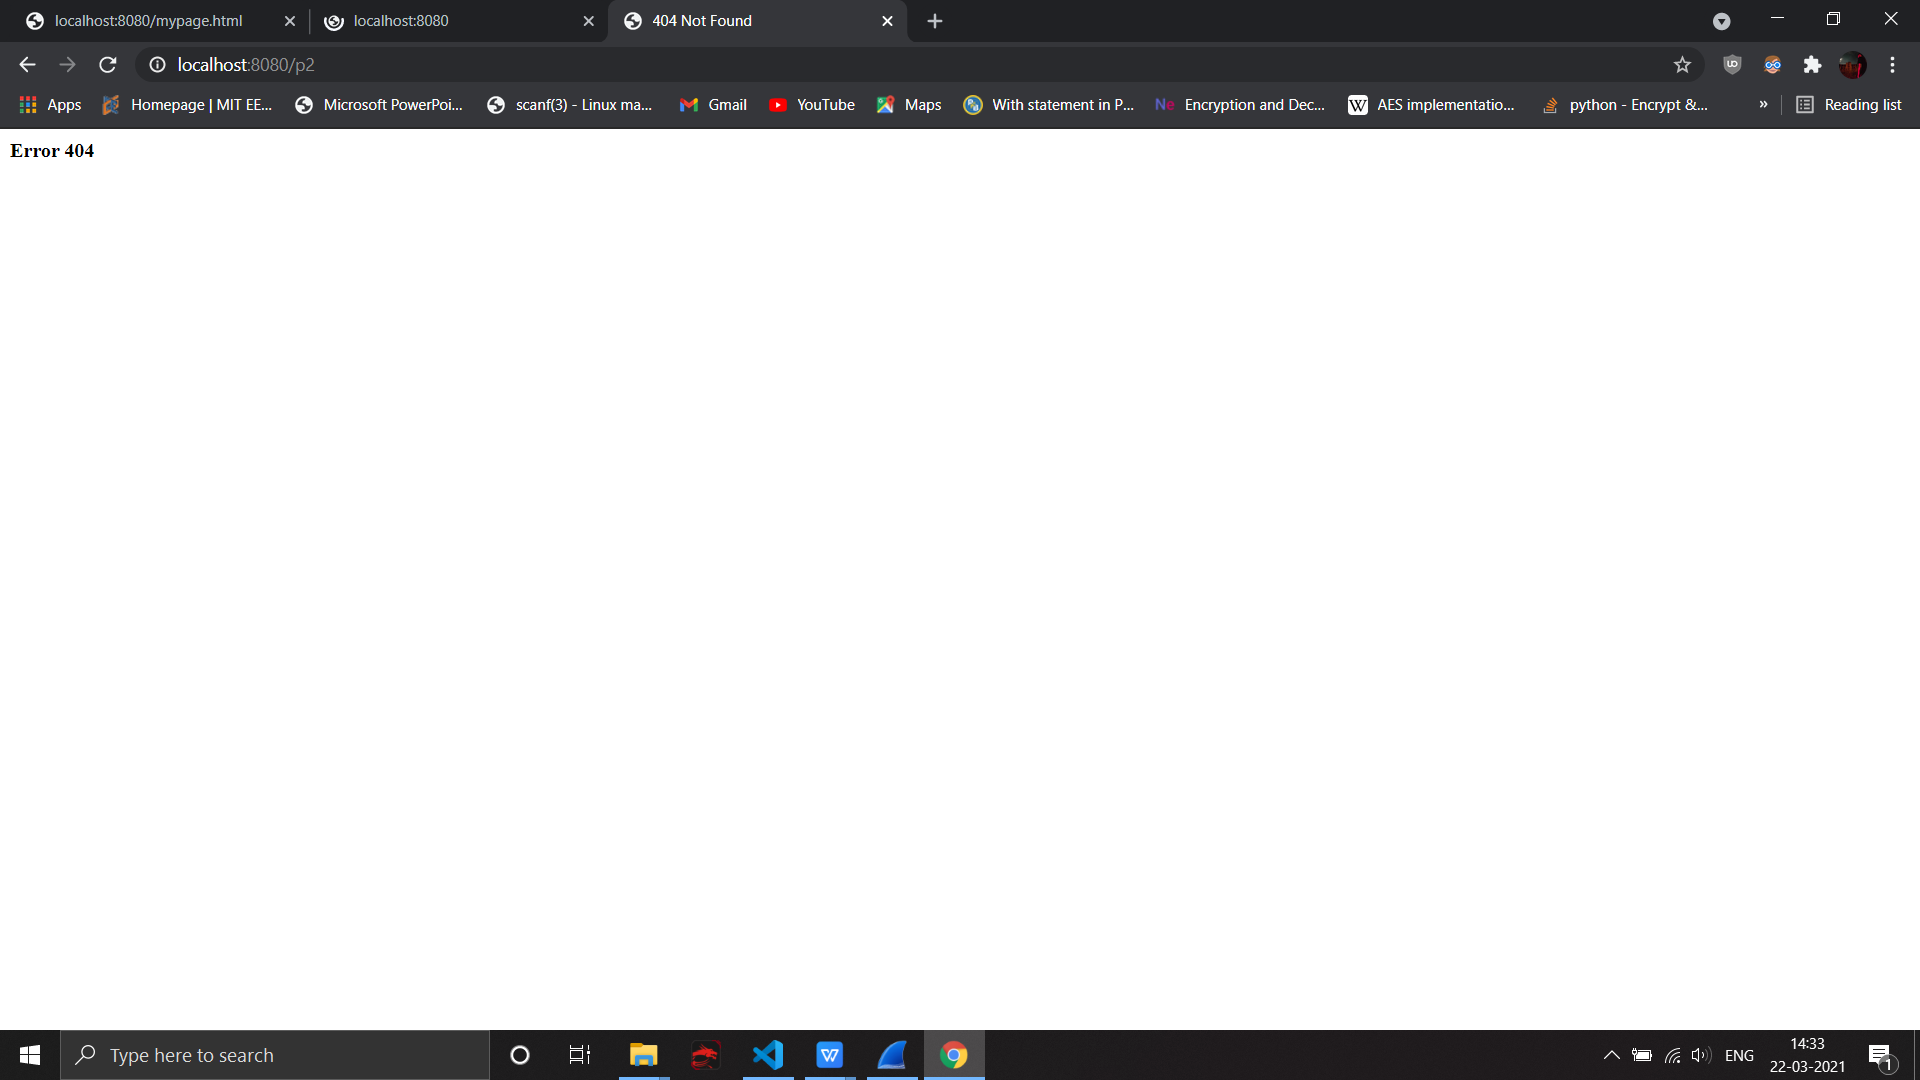 localhost:8080/mypage.html
localhost:8080
404 Not Found
localhost:8080/p2
Apps
Homepage | MIT EE...
Microsoft PowerPoi...
scanf(3) - Linux ma...
Gmail
YouTube
Maps
With statement in P...
Ne
Encryption and Dec...
W
AES implementatio...
python - Encrypt &...
»
Reading list
Error 404
Type here to search
W
ENG
14:33
22-03-2021
1